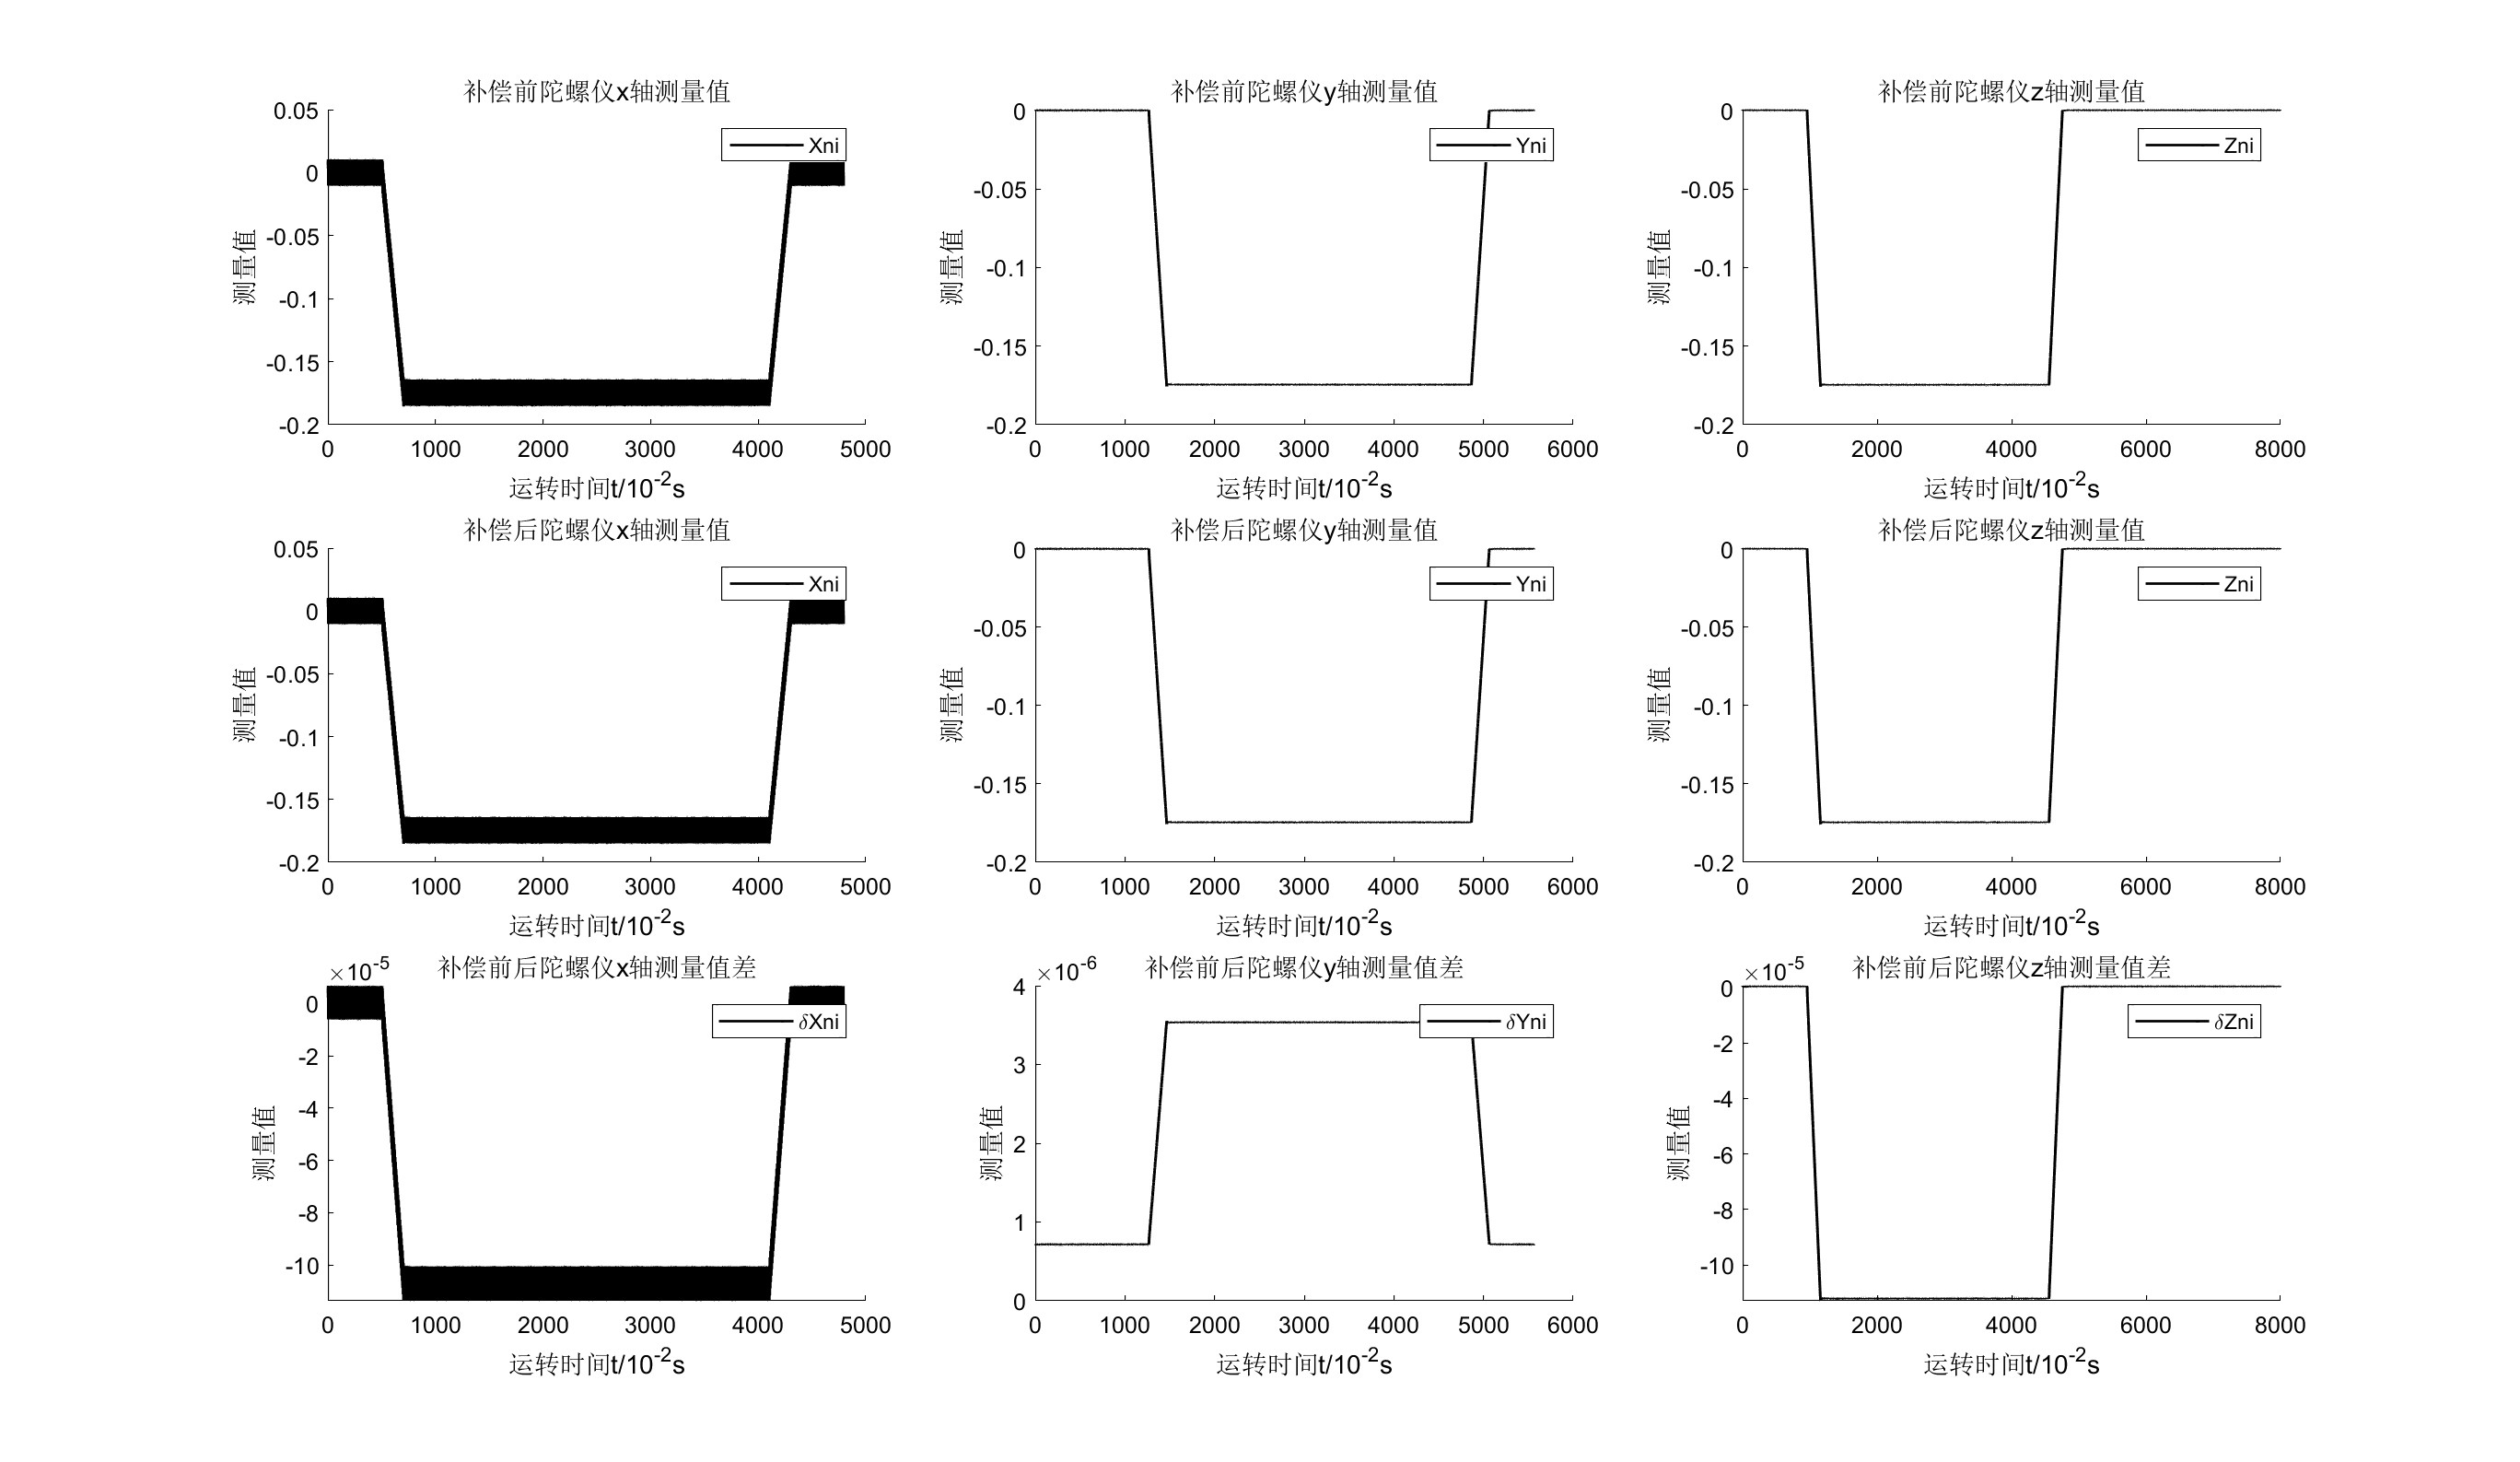 补偿前陀螺仪x轴测量值
0.05
0
-0.05
-0.1
-0.15
-0.2
测量值
Xni
0 1000 2000 3000 4000 5000
运转时间t/10-2s
补偿前陀螺仪y轴测量值
0
-0.05
-0.1
-0.15
-0.2
测量值
Yni
0 1000 2000 3000 4000 5000 6000
运转时间t/10-2s
补偿前陀螺仪z轴测量值
0
-0.05
-0.1
-0.15
-0.2
测量值
Zni
0 2000 4000 6000 8000
运转时间t/10-2s
补偿后陀螺仪x轴测量值
0.05
0
-0.05
-0.1
-0.15
-0.2
测量值
Xni
0 1000 2000 3000 4000 5000
运转时间t/10-2s
补偿后陀螺仪y轴测量值
0
-0.05
-0.1
-0.15
-0.2
测量值
Yni
0 1000 2000 3000 4000 5000 6000
运转时间t/10-2s
补偿后陀螺仪z轴测量值
0
-0.05
-0.1
-0.15
-0.2
测量值
Zni
0 2000 4000 6000 8000
运转时间t/10-2s
×10-5 补偿前后陀螺仪x轴测量值差
0
-2
-4
-6
-8
-10
测量值
δXni
0 1000 2000 3000 4000 5000
运转时间t/10-2s
×10-6 补偿前后陀螺仪y轴测量值差
4
3
2
1
0
测量值
δYni
0 1000 2000 3000 4000 5000 6000
运转时间t/10-2s
×10-5 补偿前后陀螺仪z轴测量值差
0
-2
-4
-6
-8
-10
测量值
δZni
0 2000 4000 6000 8000
运转时间t/10-2s